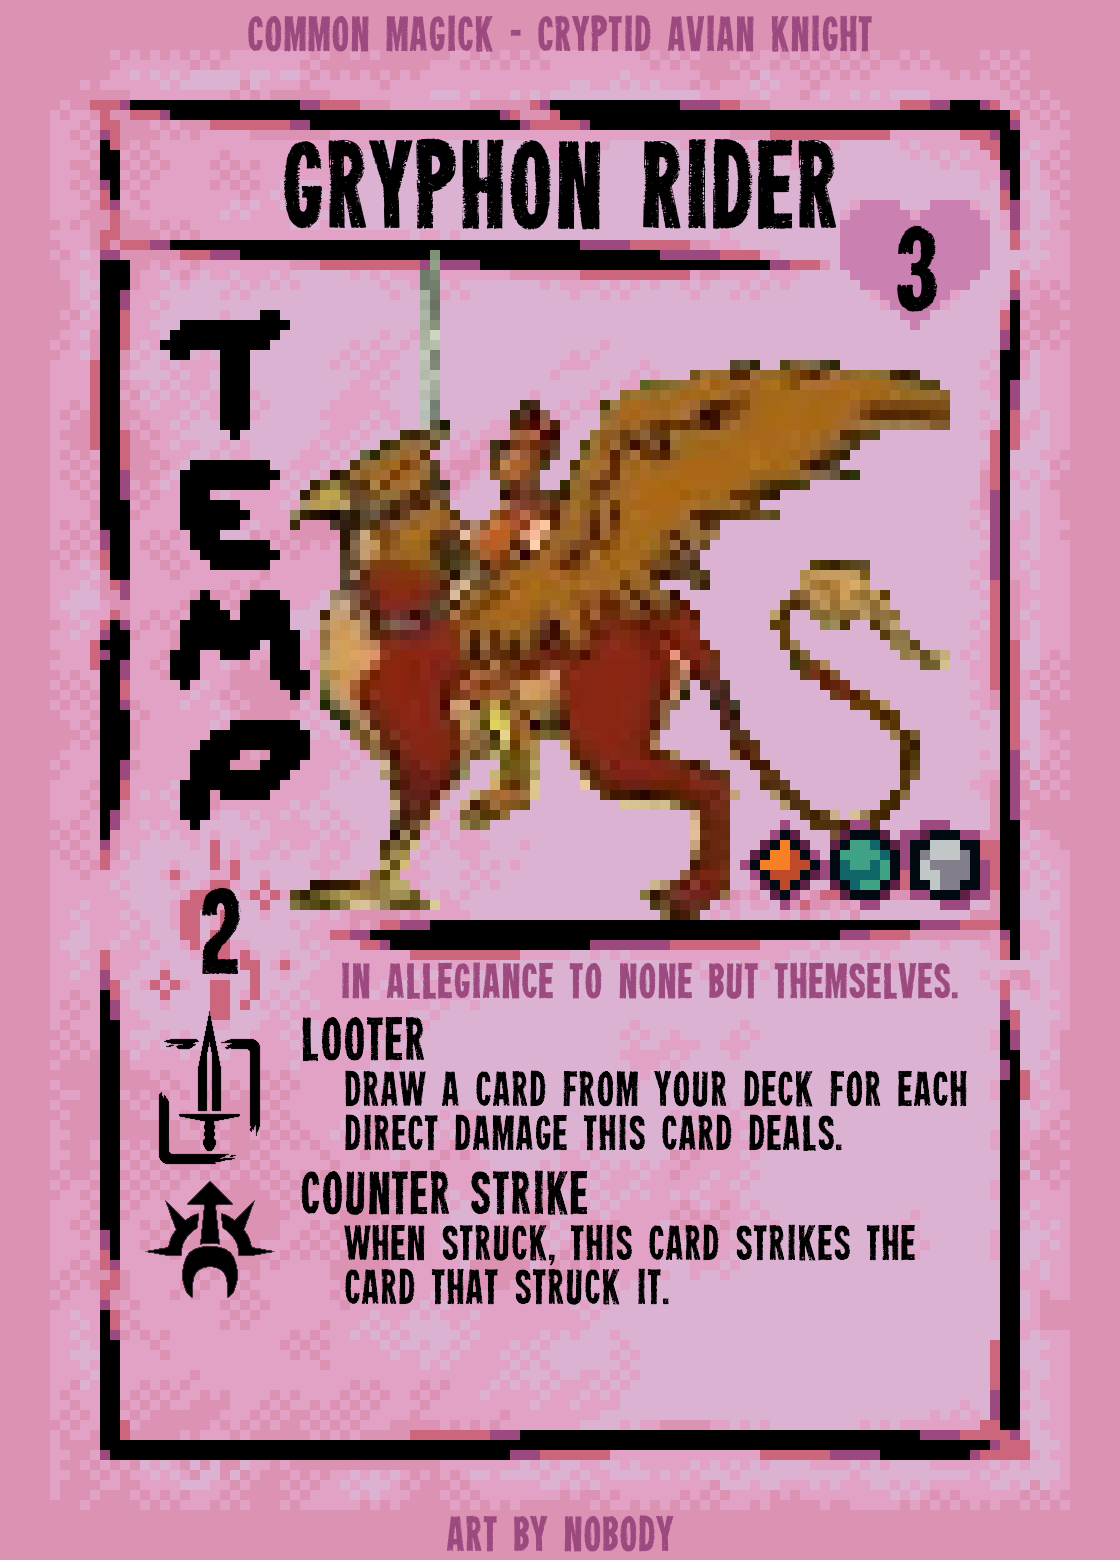 COMMON MAGICK - CRYPTID AVIAN KNIGHT
GRYPHON RIDER
3
TEMP
2
IN ALLEGIANCE TO NONE BUT THEMSELVES.
LOOTER
DRAW A CARD FROM YOUR DECK FOR EACH
DIRECT DAMAGE THIS CARD DEALS.
COUNTER STRIKE
WHEN STRUCK, THIS CARD STRIKES THE
CARD THAT STRUCK IT.
ART BY NOBODY